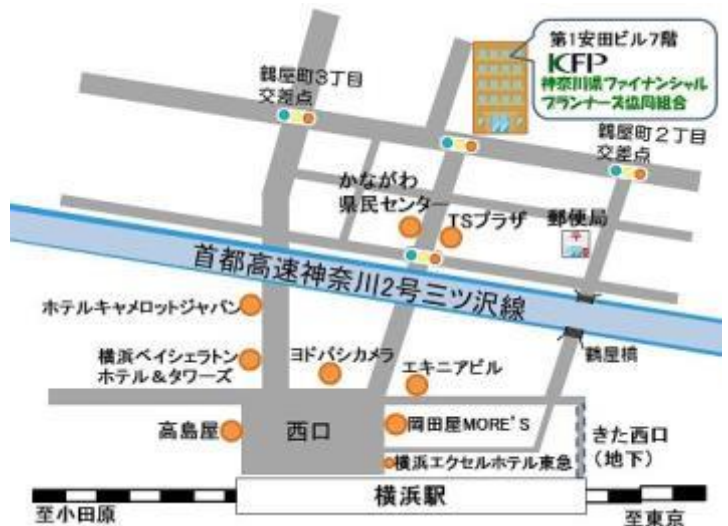 第1安田ビル7階
KFP
神奈川県ファイナンシャル
プランナーズ協同組合
鶴屋町3丁目
交差点
鶴屋町2丁目
交差点
かながわ
県民センター
TSプラザ
郵便局
首都高速神奈川2号三ツ沢線
ホテルキャメロットジャパン
鶴屋橋
横浜ベイシェラトン
ホテル&タワーズ
ヨドバシカメラ
エキニアビル
高島屋
西口
岡田屋MORE'S
きた西口
(地下)
横浜エクセルホテル東急
横浜駅
至小田原
至東京